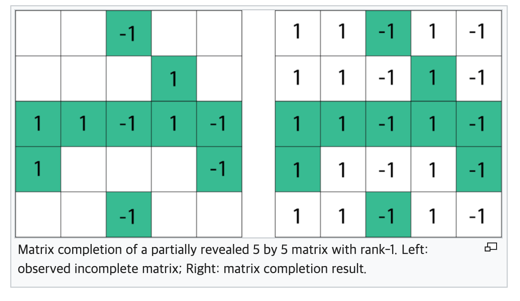 -1 1 1 -1 1 -1
1 1 1 -1 1 -1
1 1 -1 1 -1 1 1 -1 1 -1
1 -1 1 1 -1 1 -1
-1 1 1 -1 1 -1
Matrix completion of a partially revealed 5 by 5 matrix with rank-1. Left:
observed incomplete matrix; Right: matrix completion result.